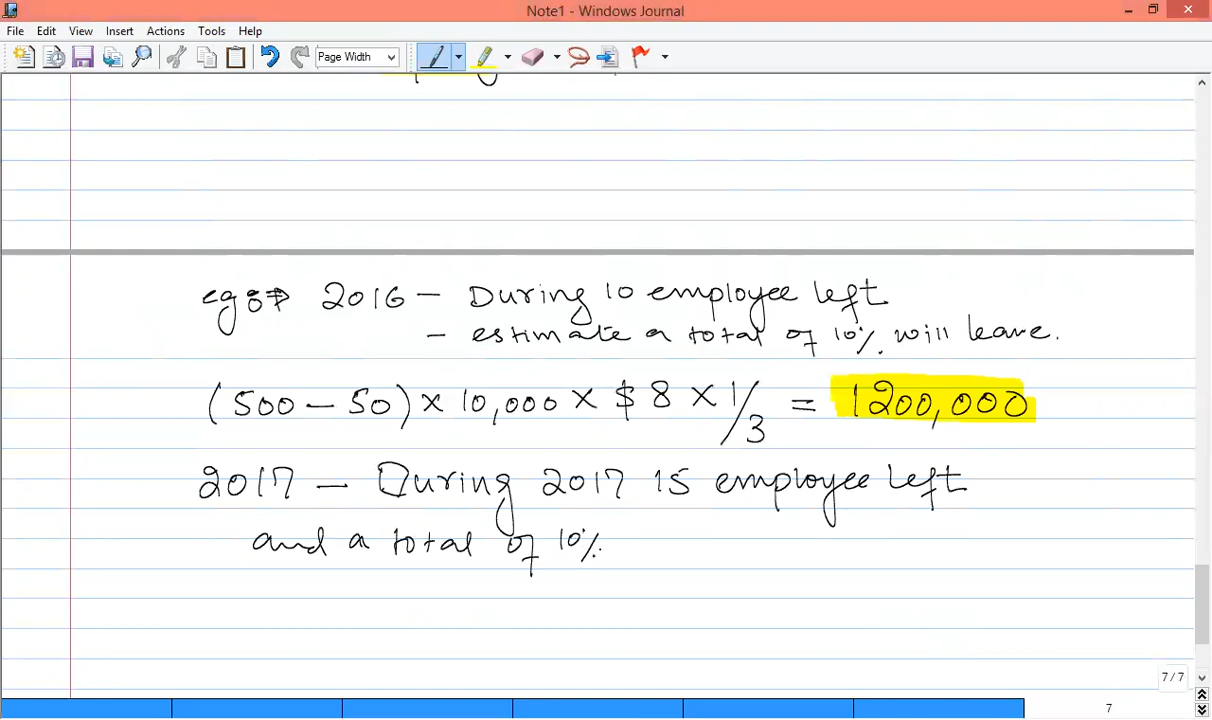 Note1 - Windows Journal
File Edit View Insert Actions Tools Help
Page Width
2016 - During 10 employee left
- estimate a total of 10% will leave.
(500 - 50) x 10,000 x $ 8 x 1/3 = 1200,000
2017 - During 2017 15 employee left
and a total of 10%
7 / 7
7